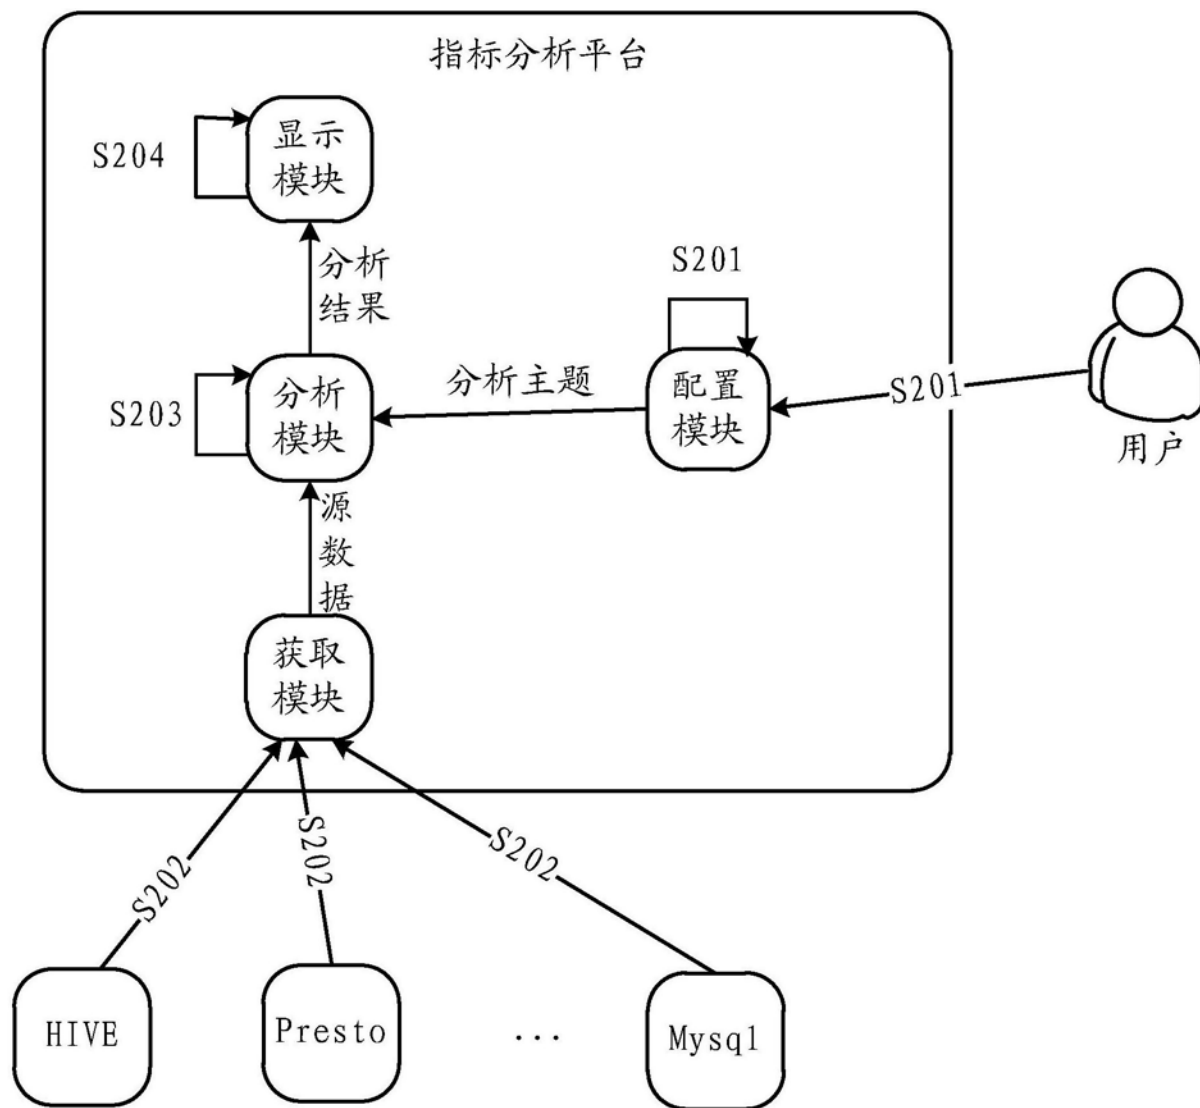 指标分析平台
显示
模块
S204
分析
结果
S201
分析主题
配置
模块
S201
用户
S203
分析
模块
源
数
据
获取
模块
S202
S202
S202
HIVE
Presto
...
Mysql